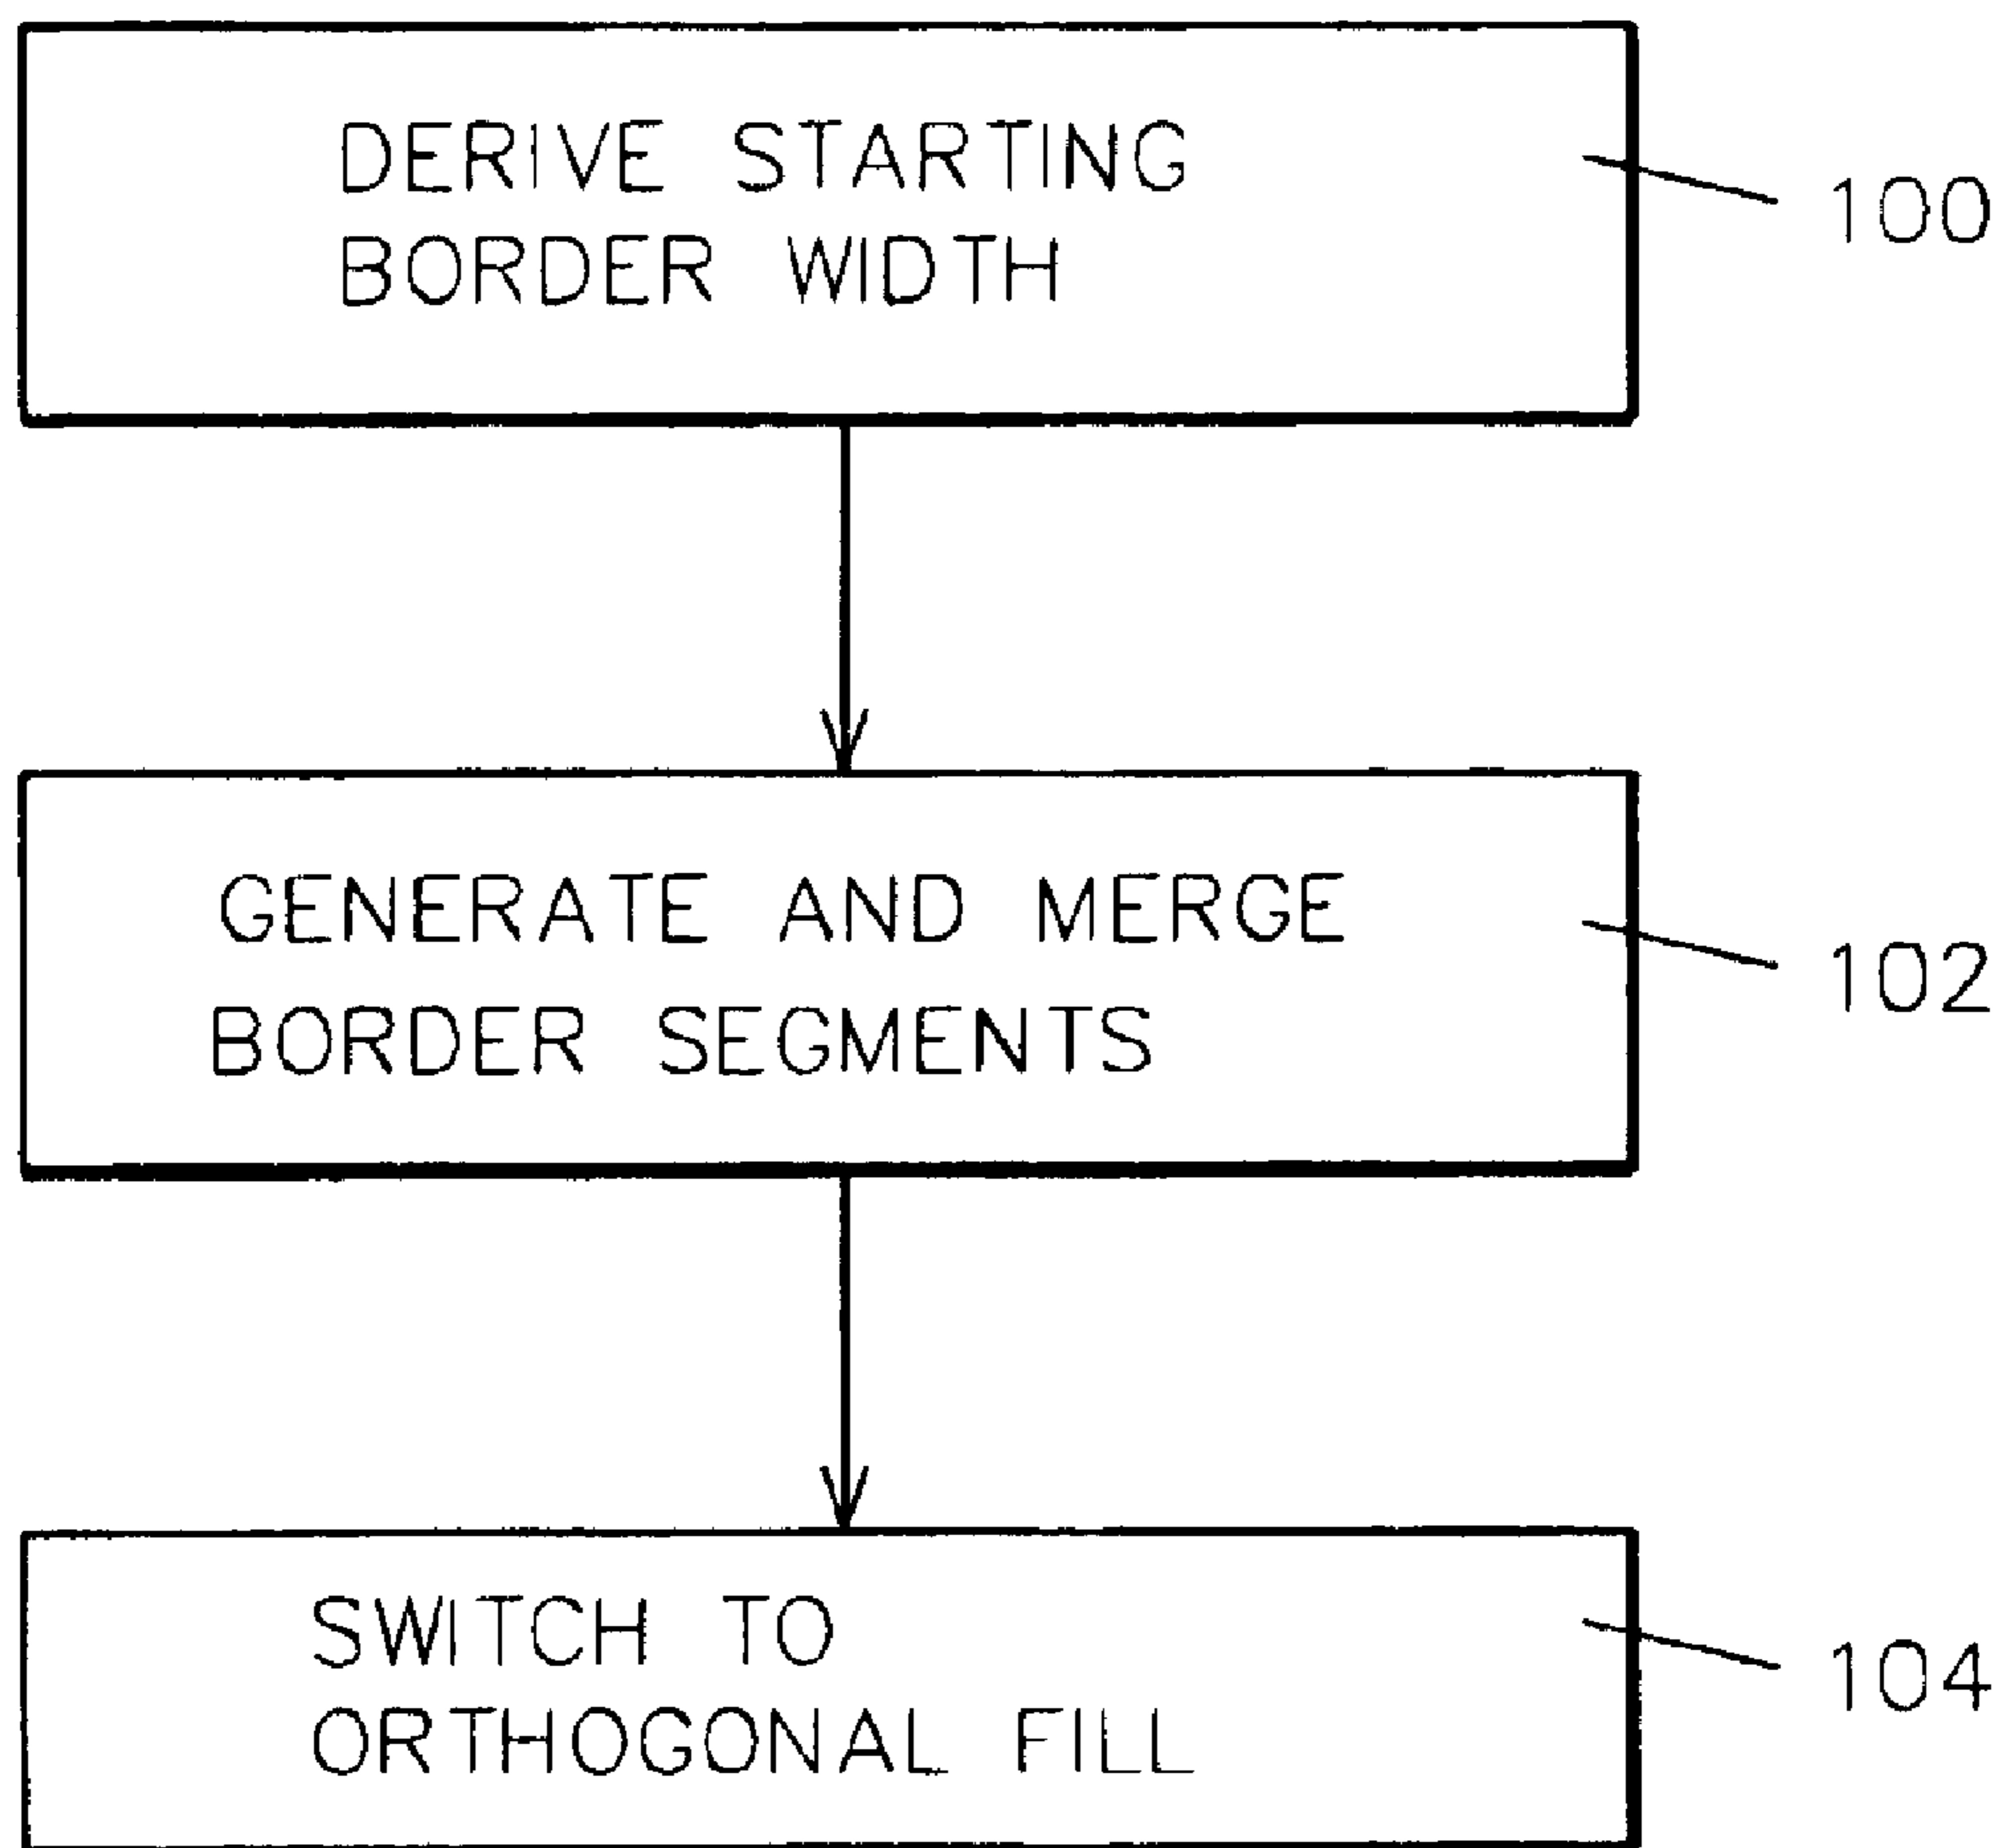 DERIVE STARTING
BORDER WIDTH
100
GENERATE AND MERGE
BORDER SEGMENTS
102
SWITCH TO
ORTHOGONAL FILL
104